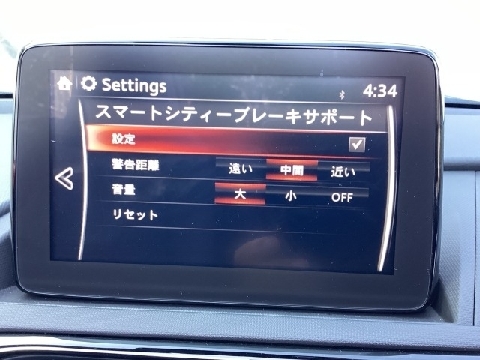 Settings 4:34
スマートシティーブレーキサポート
設定
警告距離 遠い 中間 近い
音量 大 小 OFF
リセット